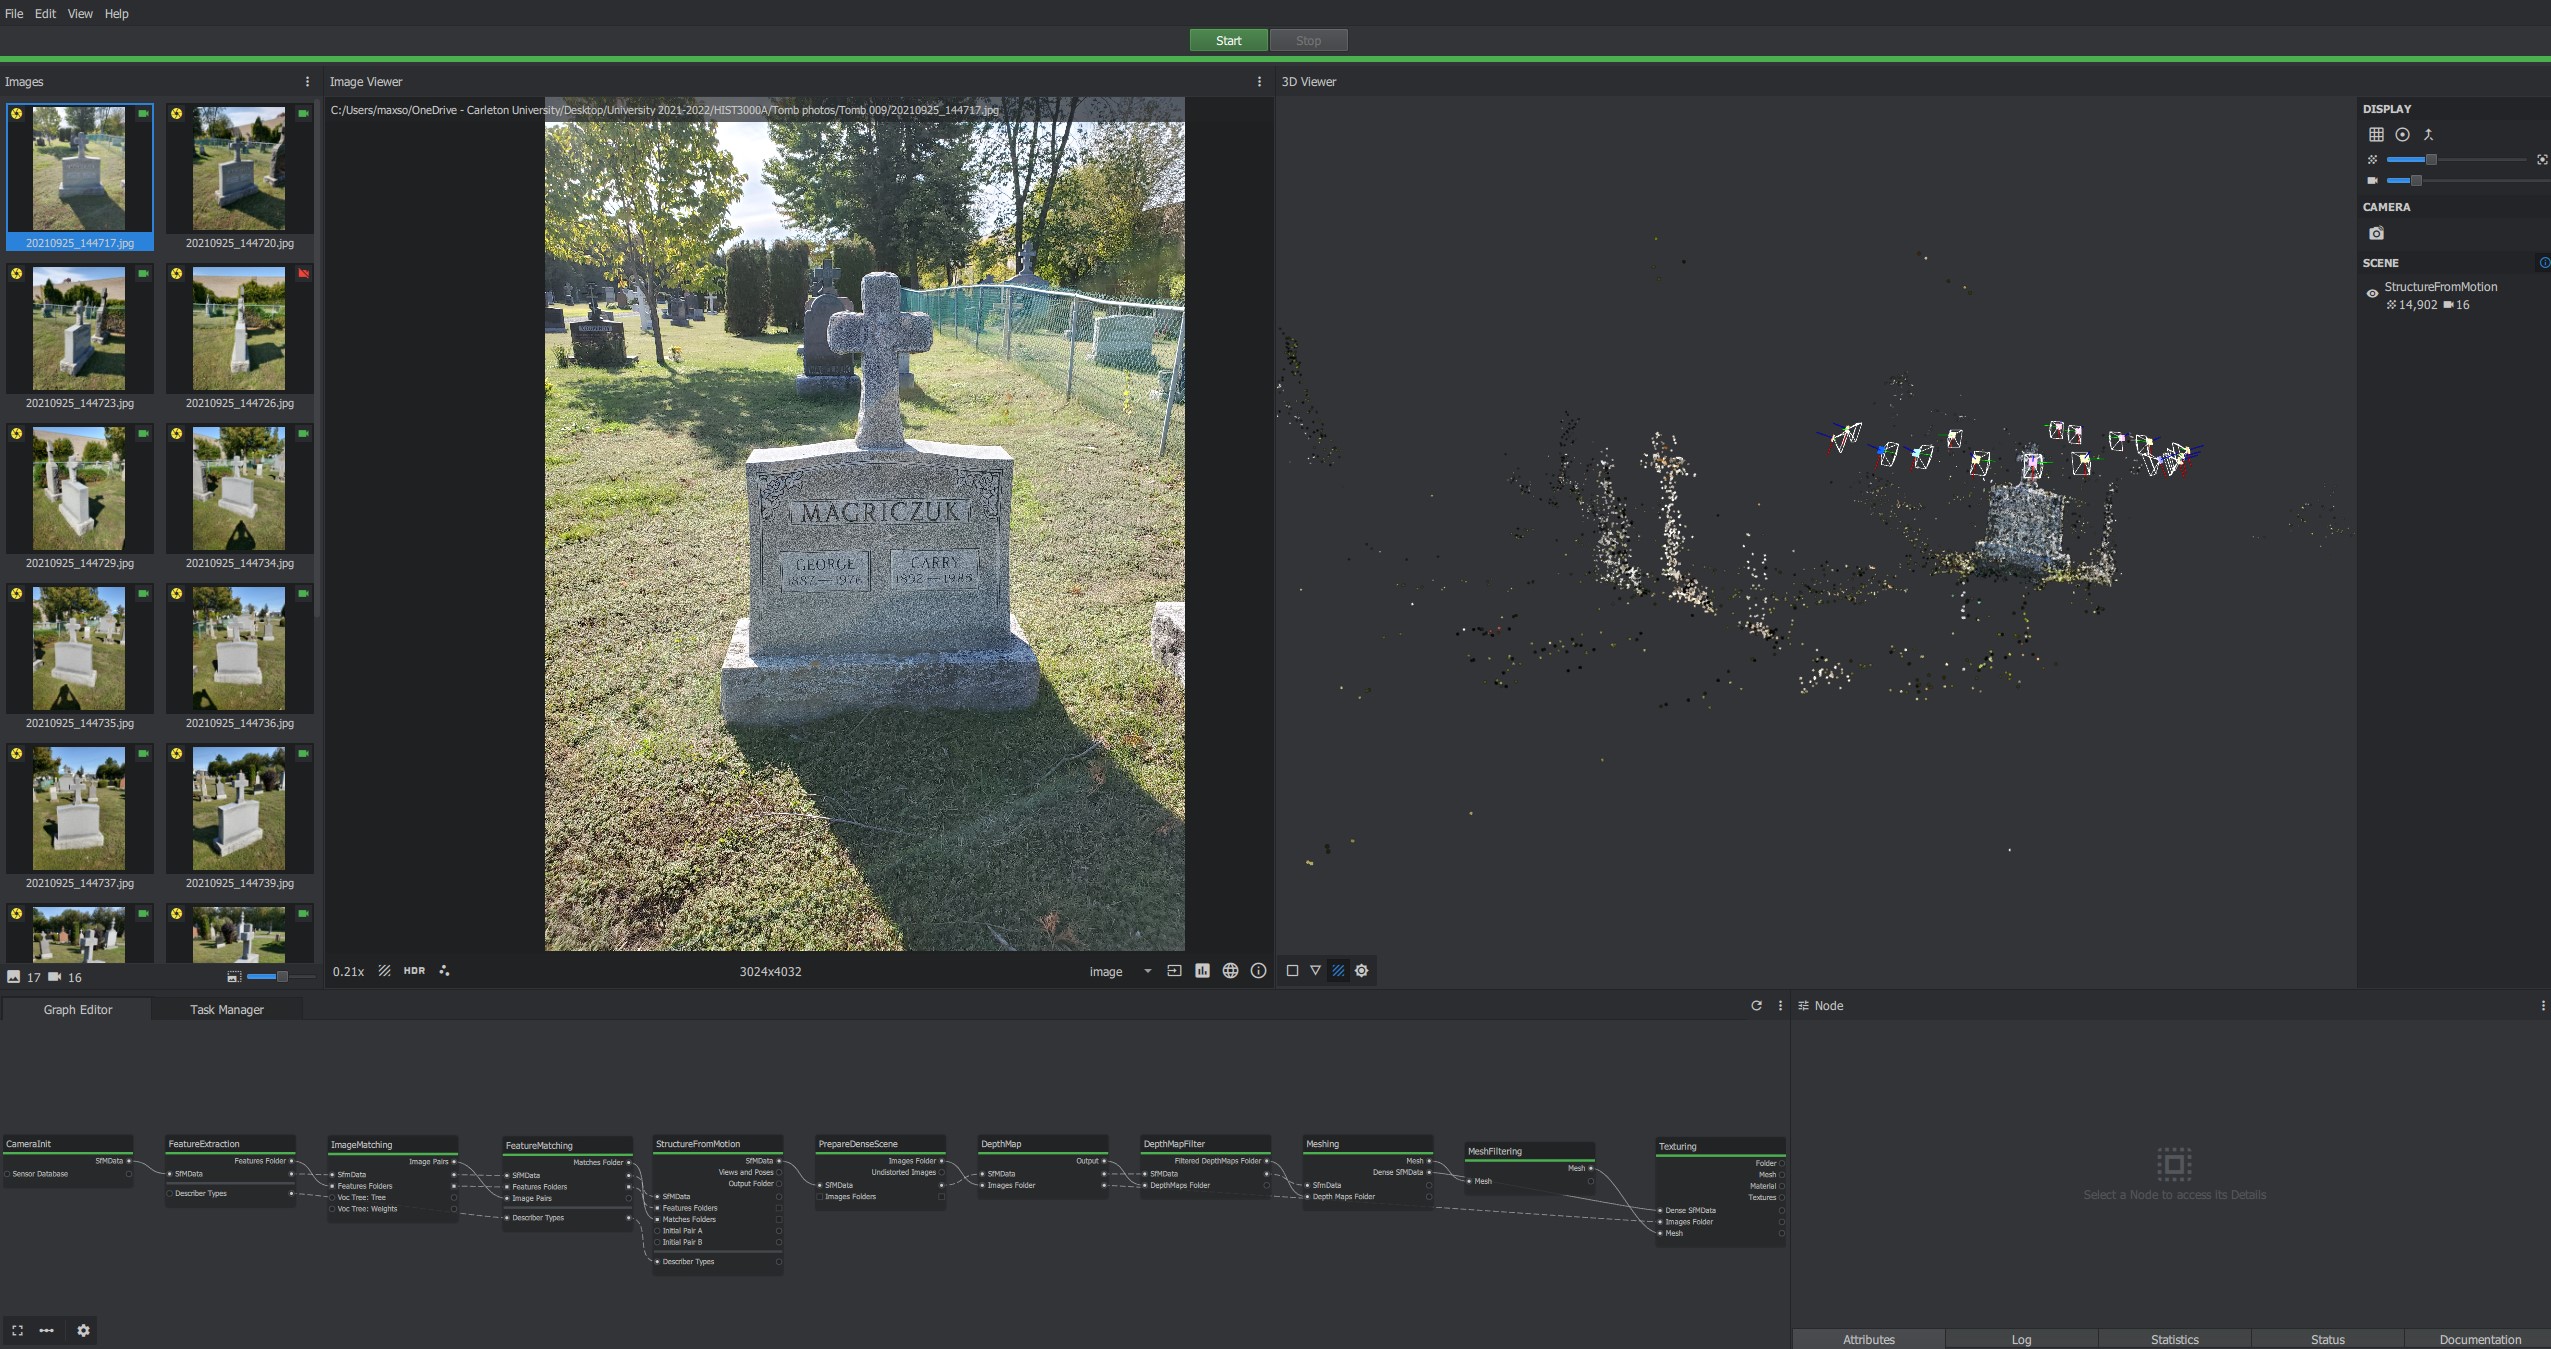 File Edit View Help
Start Stop
Images
20210925_144717.jpg 20210925_144720.jpg
20210925_144723.jpg 20210925_144726.jpg
20210925_144729.jpg 20210925_144734.jpg
20210925_144735.jpg 20210925_144736.jpg
20210925_144737.jpg 20210925_144739.jpg
17 16
Image Viewer
C:/Users/maxso/OneDrive - Carleton University/Desktop/University 2021-2022/HIST3000A/Tomb photos/Tomb 009/20210925_144717.jpg
MAGRICZUK
GEORGE
1887—1976
CARRY
1892—1985
0.21x HDR 3024x4032 image
3D Viewer
DISPLAY
CAMERA
SCENE
StructureFromMotion
14,902 16
Graph Editor Task Manager
CameraInit
SfMData
Sensor Database
FeatureExtraction
Features Folder
SfMData
Describer Types
ImageMatching
Image Pairs
SfmData
Features Folders
Voc Tree: Tree
Voc Tree: Weights
FeatureMatching
Matches Folder
SfMData
Features Folders
Image Pairs
Describer Types
StructureFromMotion
SfMData
Views and Poses
Output Folder
SfMData
Features Folders
Matches Folders
Initial Pair A
Initial Pair B
Describer Types
PrepareDenseScene
Images Folder
Undistorted Images
SfMData
Images Folders
DepthMap
Output
SfMData
Images Folder
DepthMapFilter
Filtered DepthMaps Folder
SfMData
DepthMaps Folder
Meshing
Mesh
Dense SfMData
SfmData
Depth Maps Folder
MeshFiltering
Mesh
Mesh
Texturing
Folder
Mesh
Material
Textures
Dense SfMData
Images Folder
Mesh
Node
Select a Node to access its Details
Attributes Log Statistics Status Documentation